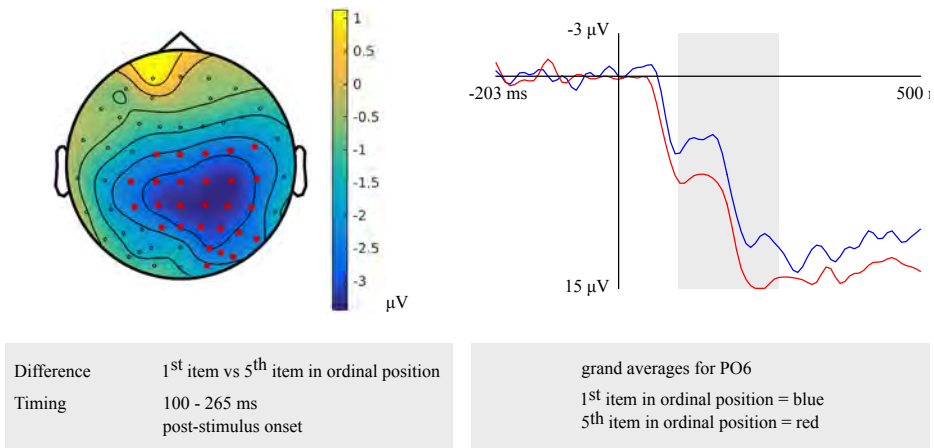 1
0.5
0
-0.5
-1
-1.5
-2
-2.5
-3
µV
-3 µV
-203 ms
500 m
15 µV
Difference 1st item vs 5th item in ordinal position
Timing 100 - 265 ms
post-stimulus onset
grand averages for PO6
1st item in ordinal position = blue
5th item in ordinal position = red